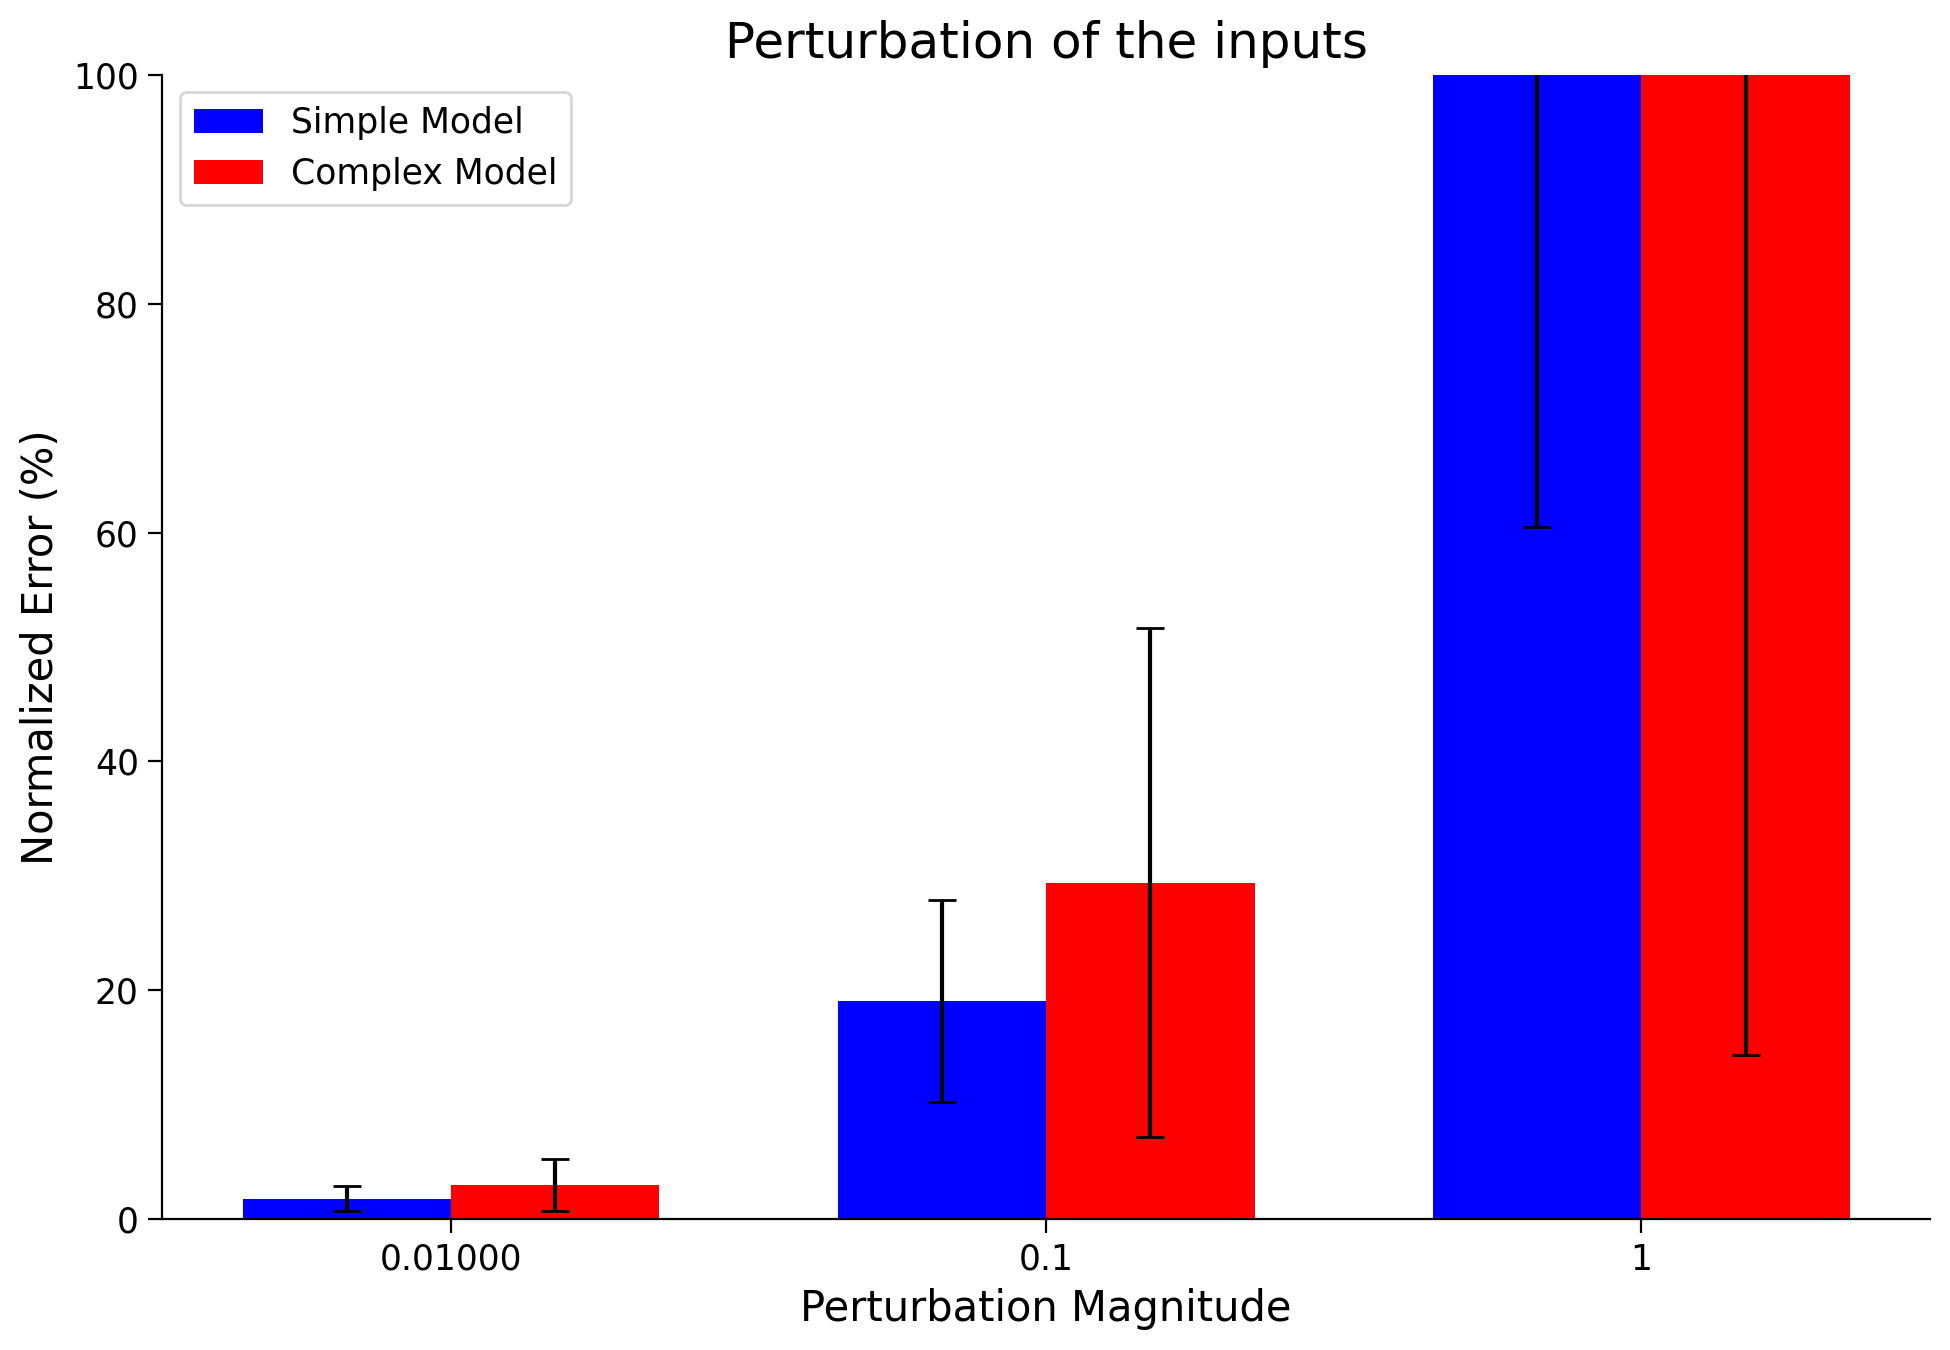 Perturbation of the inputs
Simple Model
Complex Model
Normalized Error (%)
100
80
60
40
20
0
0.01000
0.1
1
Perturbation Magnitude